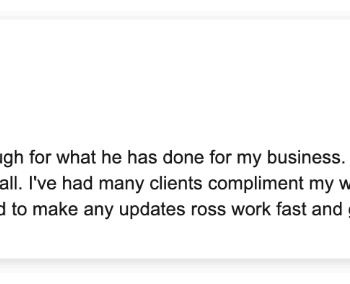 ugh for what he has done for my business.
all. I've had many clients compliment my w
d to make any updates ross work fast and